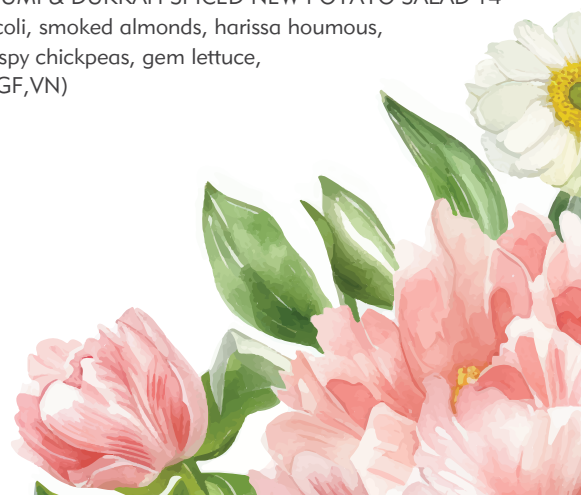 UMI & DUKKAH SPICED NEW POTATO SALAD 14
coli, smoked almonds, harissa houmous,
spy chickpeas, gem lettuce,
GF,VN)